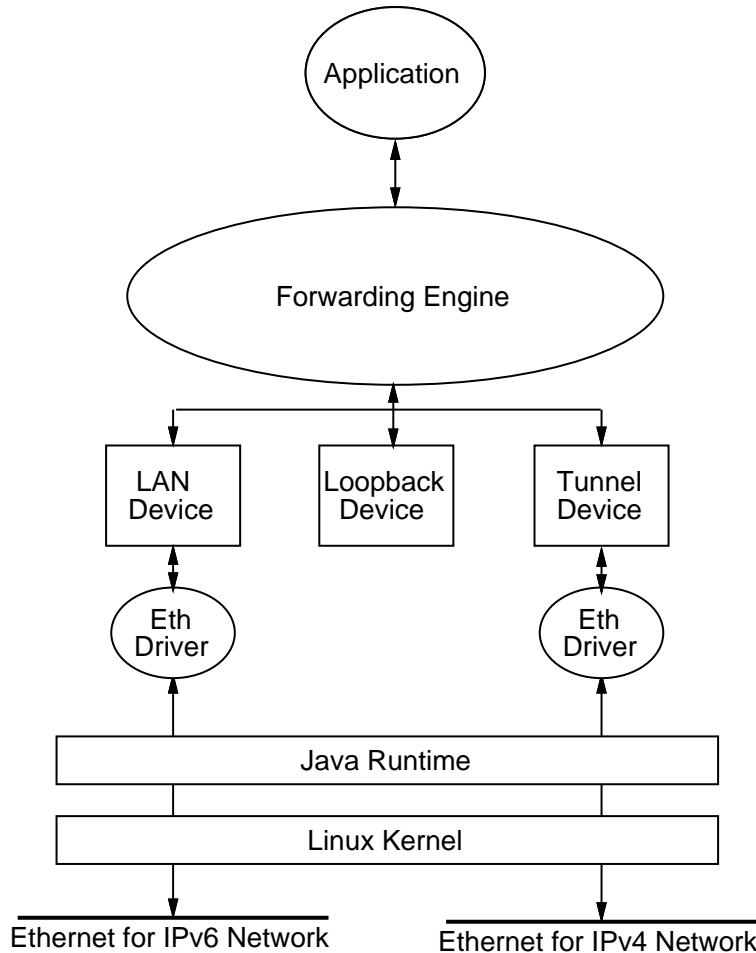 Application
Forwarding Engine
LAN
Device
Loopback
Device
Tunnel
Device
Eth
Driver
Eth
Driver
Java Runtime
Linux Kernel
Ethernet for IPv6 Network
Ethernet for IPv4 Network